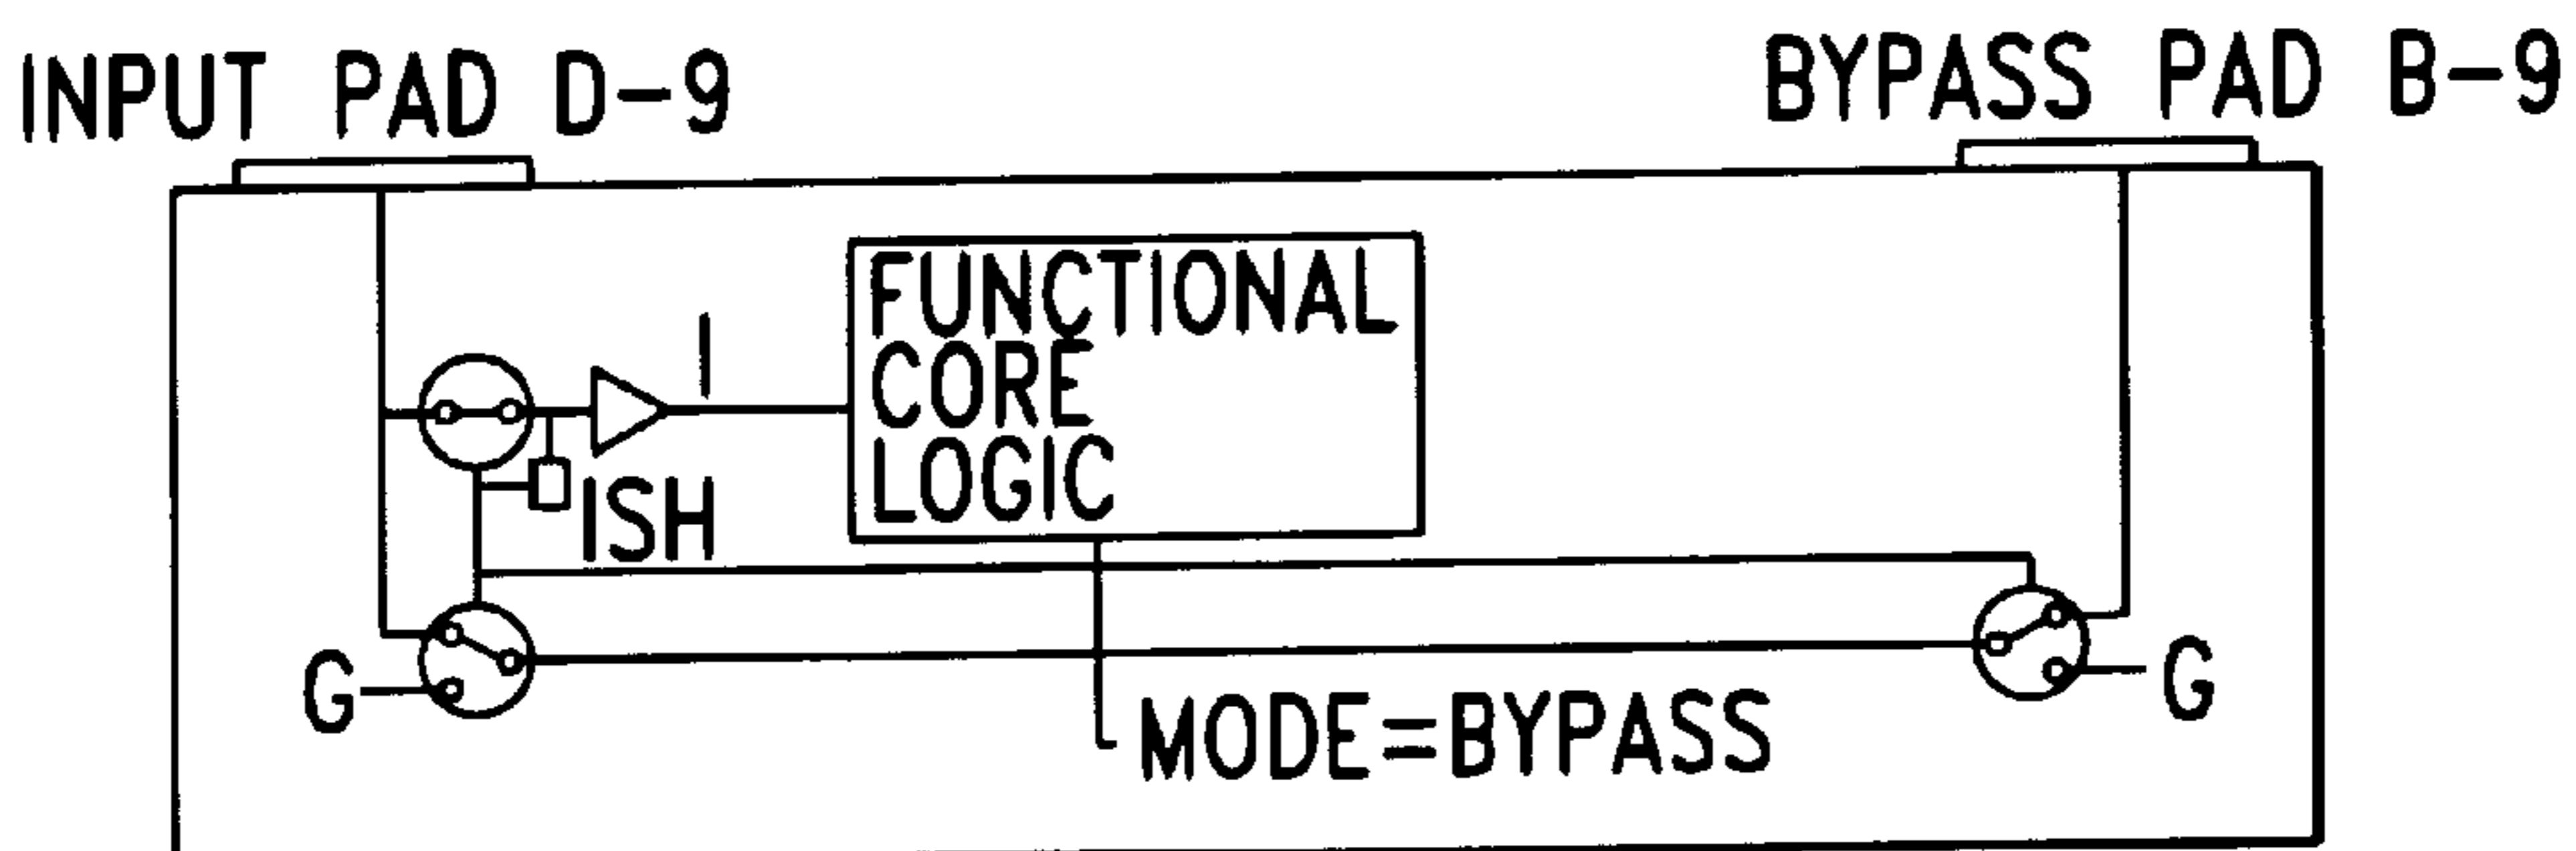 INPUT PAD D-9
BYPASS PAD B-9
FUNCTIONAL
CORE
LOGIC
I
ISH
G
G
MODE=BYPASS